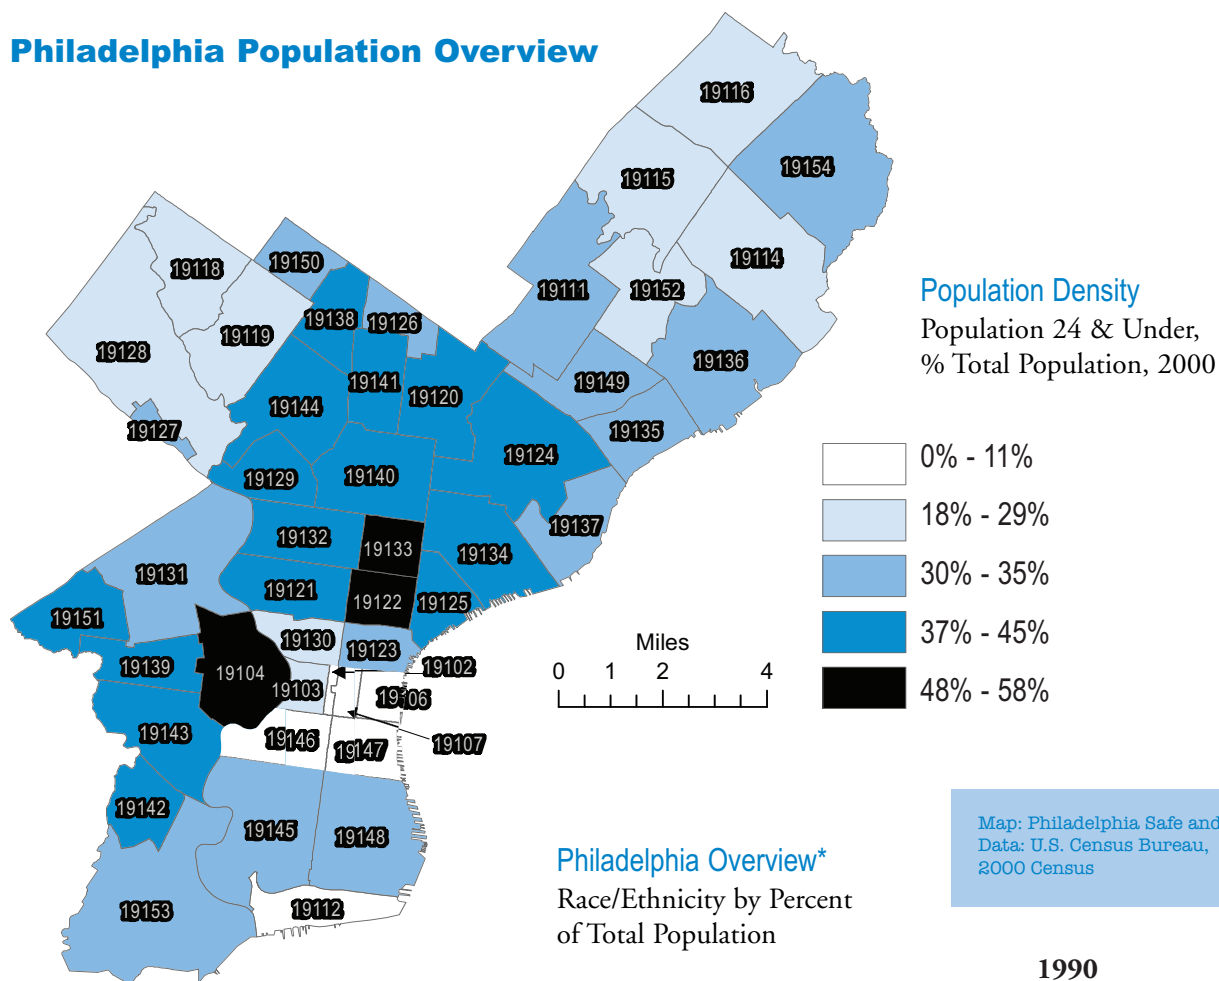 Philadelphia Population Overview
19116
19154
19115
19118
19150
19114
19111
19152
19138
19126
19119
19128
19136
19141
19149
19120
19144
19127
19135
19124
19129
19140
19137
19132
19133
19134
19131
19121
19122
19125
19151
19130
19123
19139
19104
19102
19103
19106
19143
19146
19147
19107
19142
19145
19148
19153
19112
Population Density
Population 24 & Under,
% Total Population, 2000
0% - 11%
18% - 29%
30% - 35%
37% - 45%
48% - 58%
Miles
0 1 2 4
Map: Philadelphia Safe and
Data: U.S. Census Bureau,
2000 Census
Philadelphia Overview*
Race/Ethnicity by Percent
of Total Population
1990